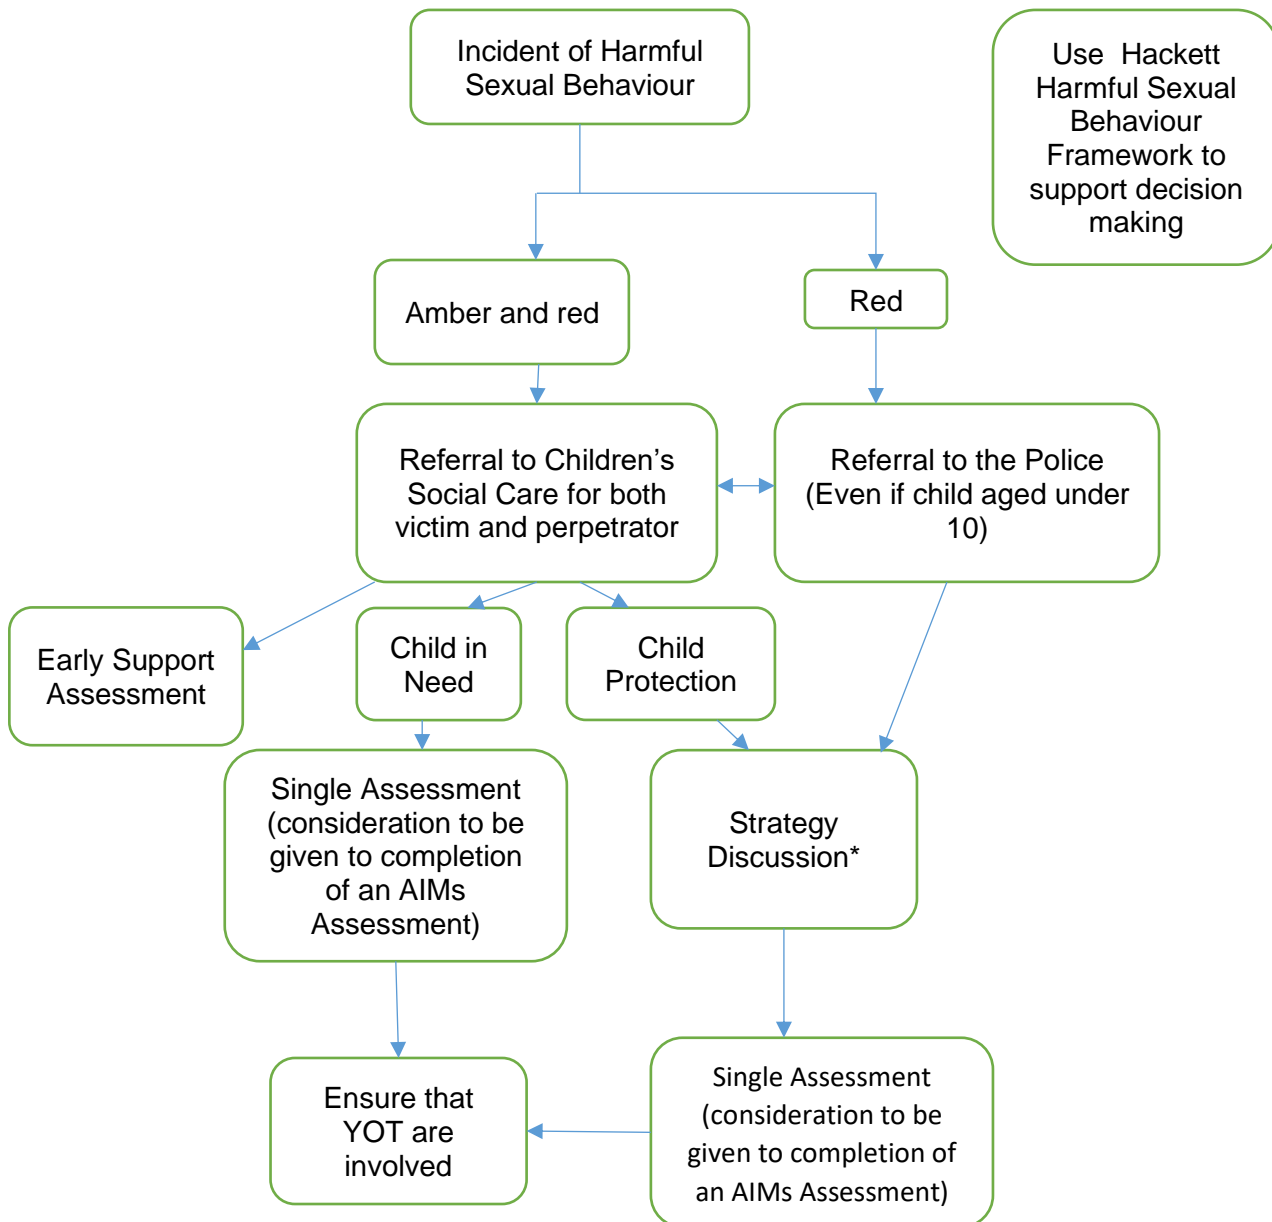 Incident of Harmful
Sexual Behaviour
Use Hackett
Harmful Sexual
Behaviour
Framework to
support decision
making
Amber and red
Red
Referral to Children’s
Social Care for both
victim and perpetrator
Referral to the Police
(Even if child aged under
10)
Early Support
Assessment
Child in
Need
Child
Protection
Single Assessment
(consideration to be
given to completion
of an AIMs
Assessment)
Strategy
Discussion*
Ensure that
YOT are
involved
Single Assessment
(consideration to be
given to completion of
an AIMs Assessment)